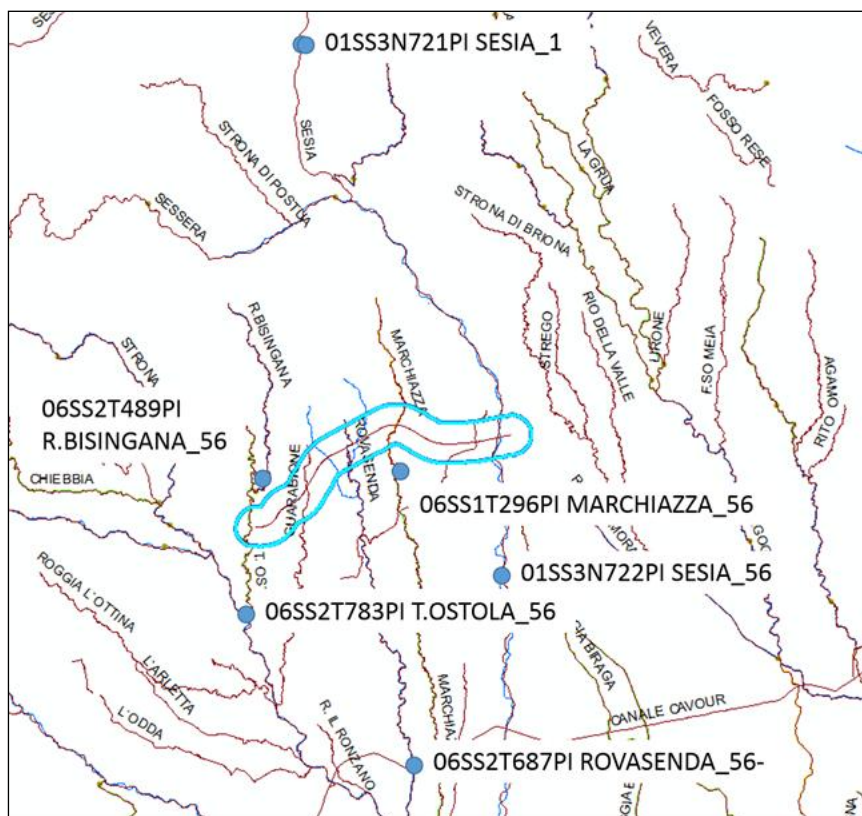 01SS3N721PI SESIA_1
VEVERA
FOSSO RESE
SESIA
STRONA DI POSTUA
LA GRUA
SESSERA
STRONA DI BRIONA
R.BISINGANA
MARCHIAZZA
STREGO
RIO DELLA VALLE
F.SO MEIA
AGAMO
RITO
STRONA
06SS2T489PI
R.BISINGANA_56
CHIEBBIA
GUARABIONE
ROVASENDA
06SS1T296PI MARCHIAZZA_56
01SS3N722PI SESIA_56
ROGGIA L'OTTINA
T. OS
06SS2T783PI T.OSTOLA_56
L'ARLETTA
L'ODDA
R. IL RONZANO
BIRAGA
CANALE CAVOUR
06SS2T687PI ROVASENDA_56-